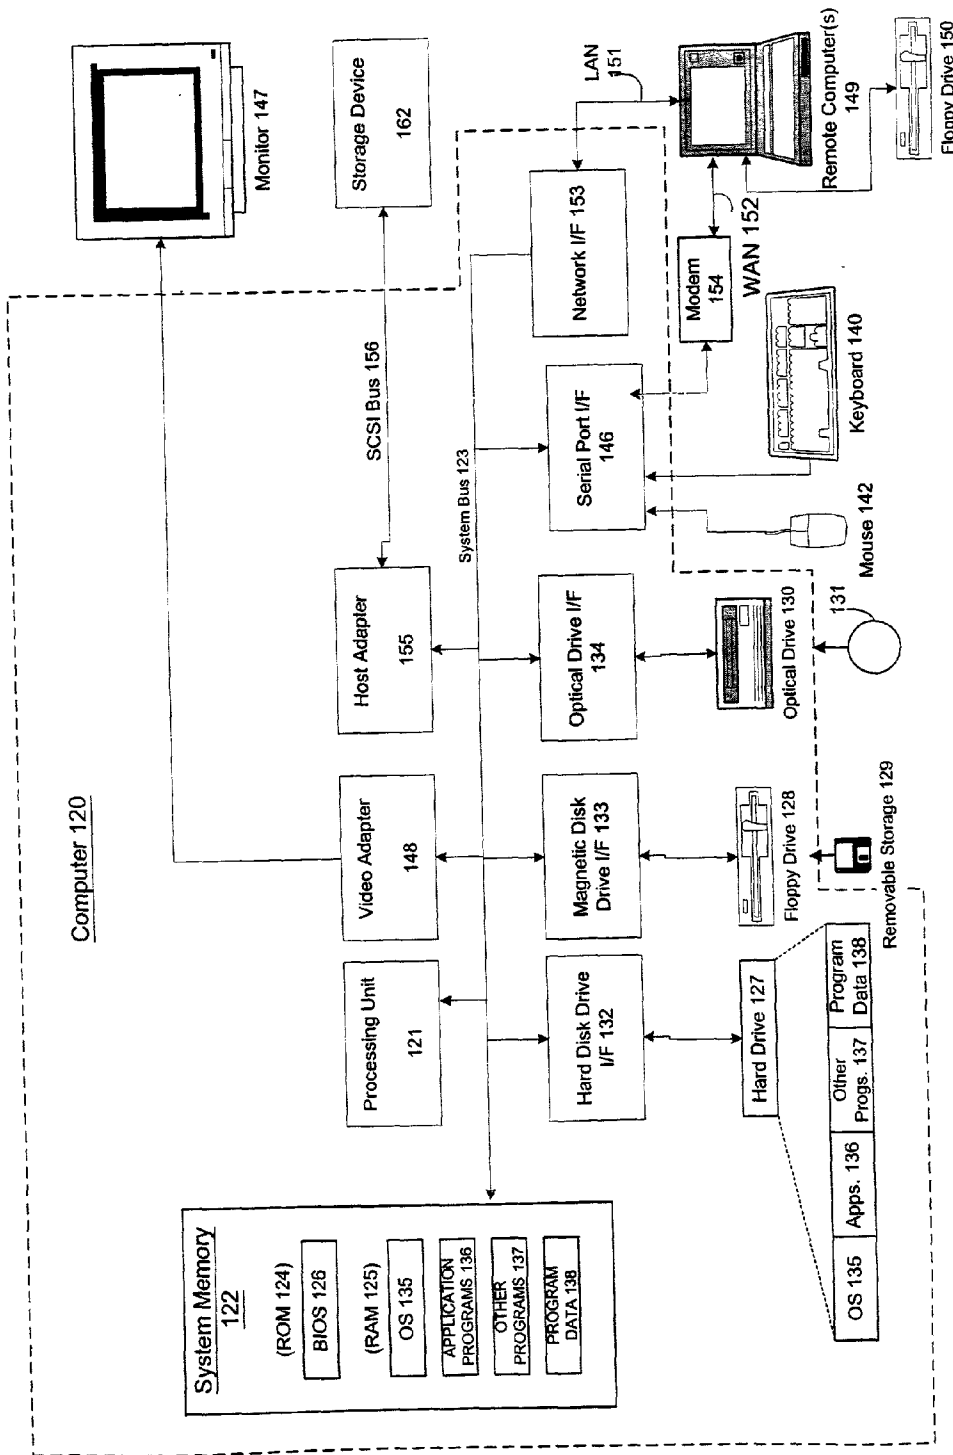 Computer 120
System Memory
122
(ROM 124)
BIOS 126
(RAM 125)
OS 135
APPLICATION
PROGRAMS 136
OTHER
PROGRAMS 137
PROGRAM
DATA 138
Processing Unit
121
Video Adapter
148
Host Adapter
155
SCSI Bus 156
Monitor 147
Storage Device
162
System Bus 123
Hard Disk Drive
I/F 132
Magnetic Disk
Drive I/F 133
Optical Drive I/F
134
Serial Port I/F
146
Network I/F 153
LAN
151
Modem
154
WAN 152
Remote Computer(s)
149
Floppy Drive 150
Hard Drive 127
Floppy Drive 128
Optical Drive 130
131
Mouse 142
Keyboard 140
Removable Storage 129
OS 135
Apps. 136
Other
Progs. 137
Program
Data 138